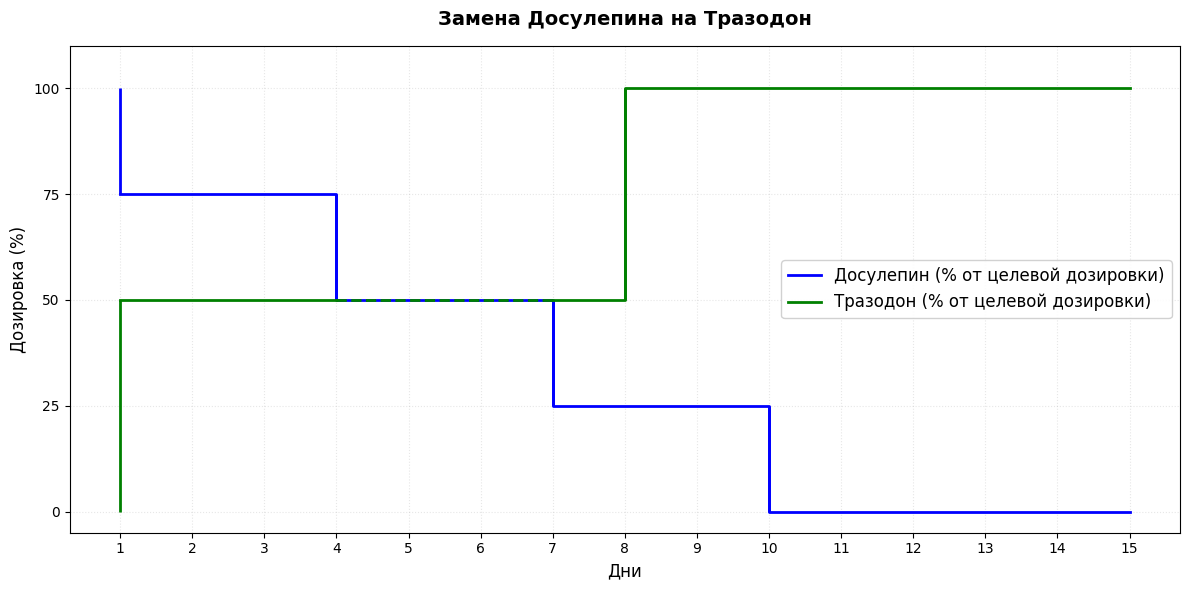 Замена Досулепина на Тразодон
Дозировка (%)
100
75
50
25
0
Досулепин (% от целевой дозировки)
Тразодон (% от целевой дозировки)
1 2 3 4 5 6 7 8 9 10 11 12 13 14 15
Дни